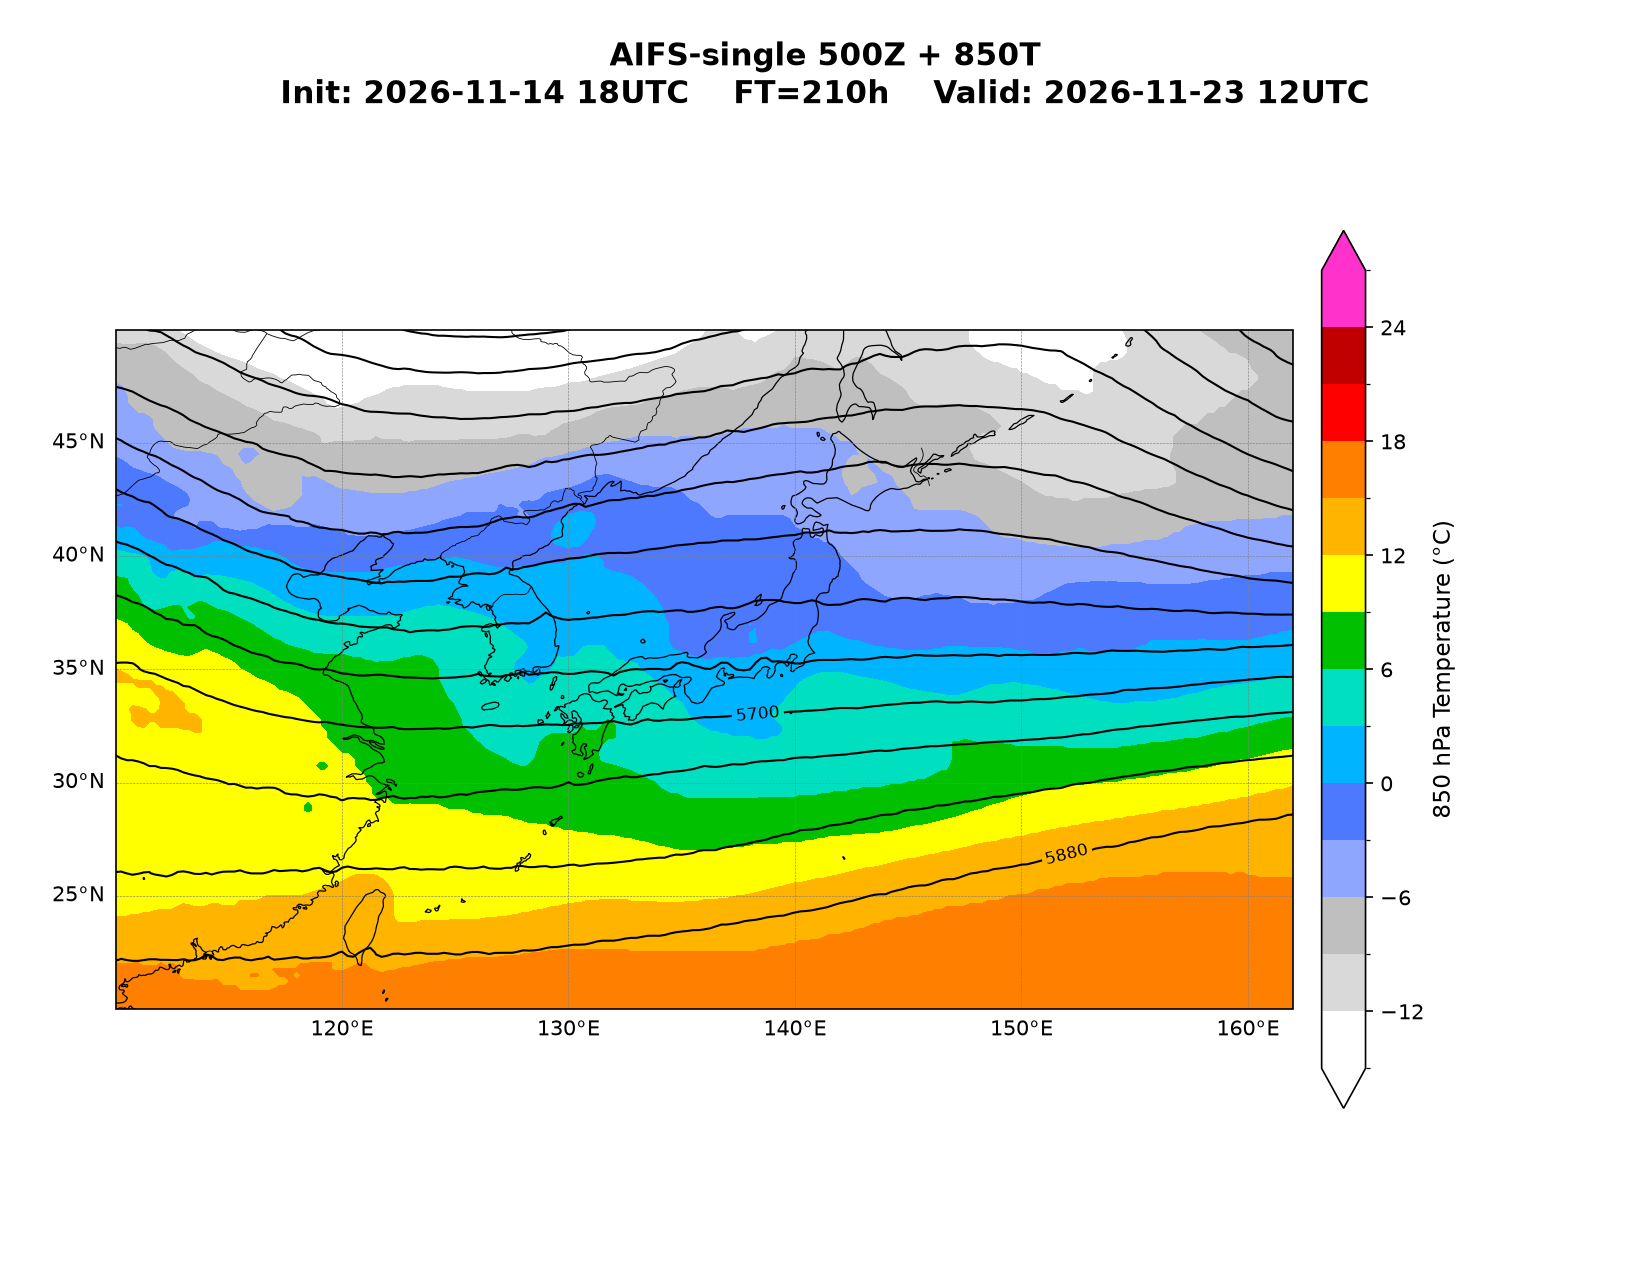 AIFS-single 500Z + 850T
Init: 2026-11-14 18UTC    FT=210h    Valid: 2026-11-23 12UTC
45°N
40°N
35°N
30°N
25°N
120°E
130°E
140°E
150°E
160°E
5700
5880
24
18
12
6
0
−6
−12
850 hPa Temperature (°C)